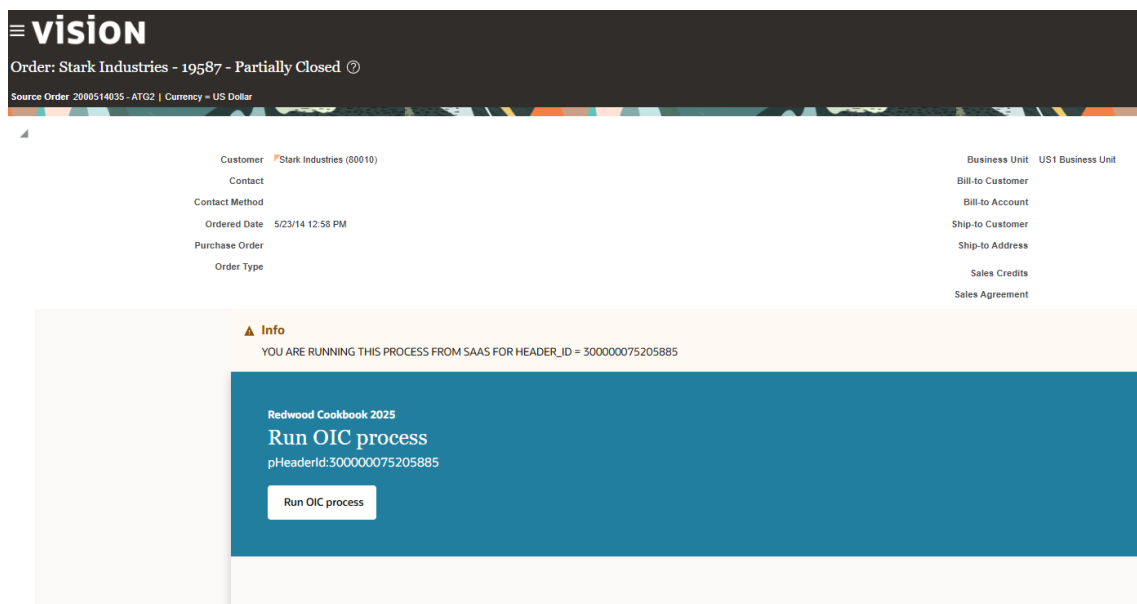 vision
Order: Stark Industries - 19587 - Partially Closed
Source Order 2000514035 - ATG2 | Currency = US Dollar
Customer Stark Industries (80010)
Contact
Contact Method
Ordered Date 5/23/14 12:58 PM
Purchase Order
Order Type
Business Unit US1 Business Unit
Bill-to Customer
Bill-to Account
Ship-to Customer
Ship-to Address
Sales Credits
Sales Agreement
Info
YOU ARE RUNNING THIS PROCESS FROM SAAS FOR HEADER_ID = 300000075205885
Redwood Cookbook 2025
Run OIC process
pHeaderId:300000075205885
Run OIC process